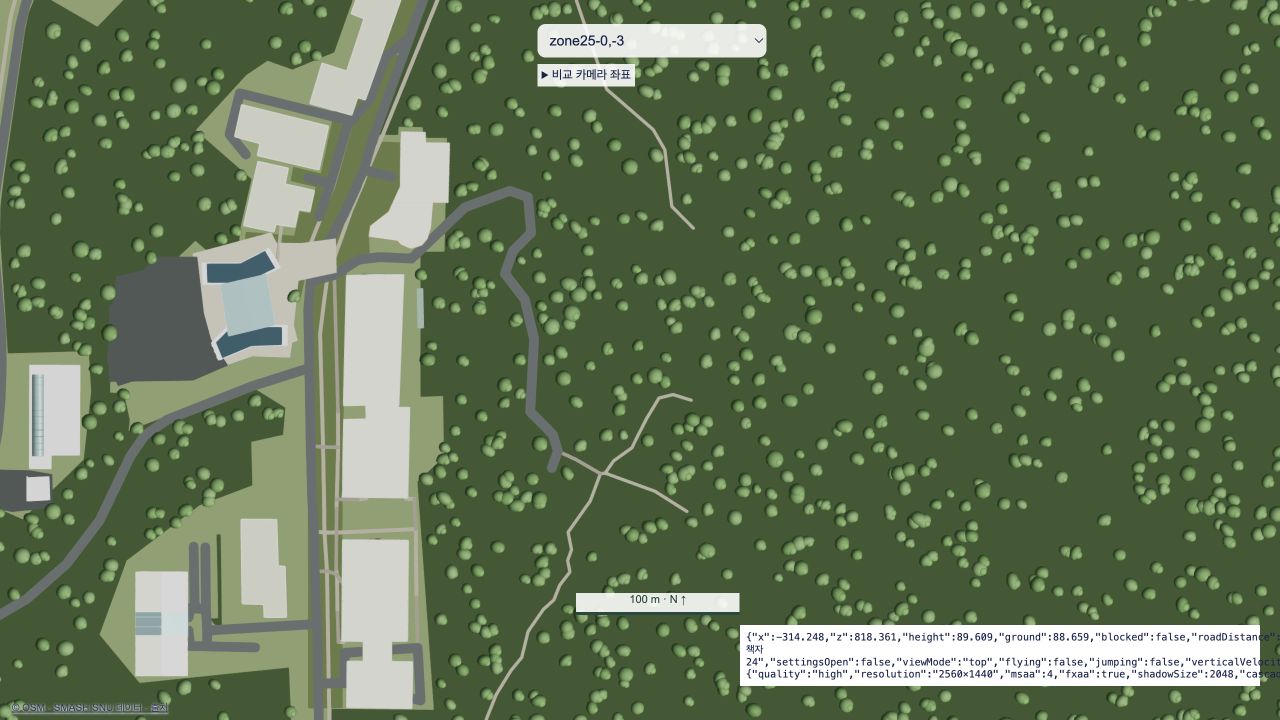 zone25-0,-3
▶ 비교 카메라 좌표
100 m · N ↑
{"x":−314.248,"z":818.361,"height":89.609,"ground":88.659,"blocked":false,"roadDistance":
책자
24","settingsOpen":false,"viewMode":"top","flying":false,"jumping":false,"verticalVelocit
{"quality":"high","resolution":"2560×1440","msaa":4,"fxaa":true,"shadowSize":2048,"casca
© OSM · SMASH SNU